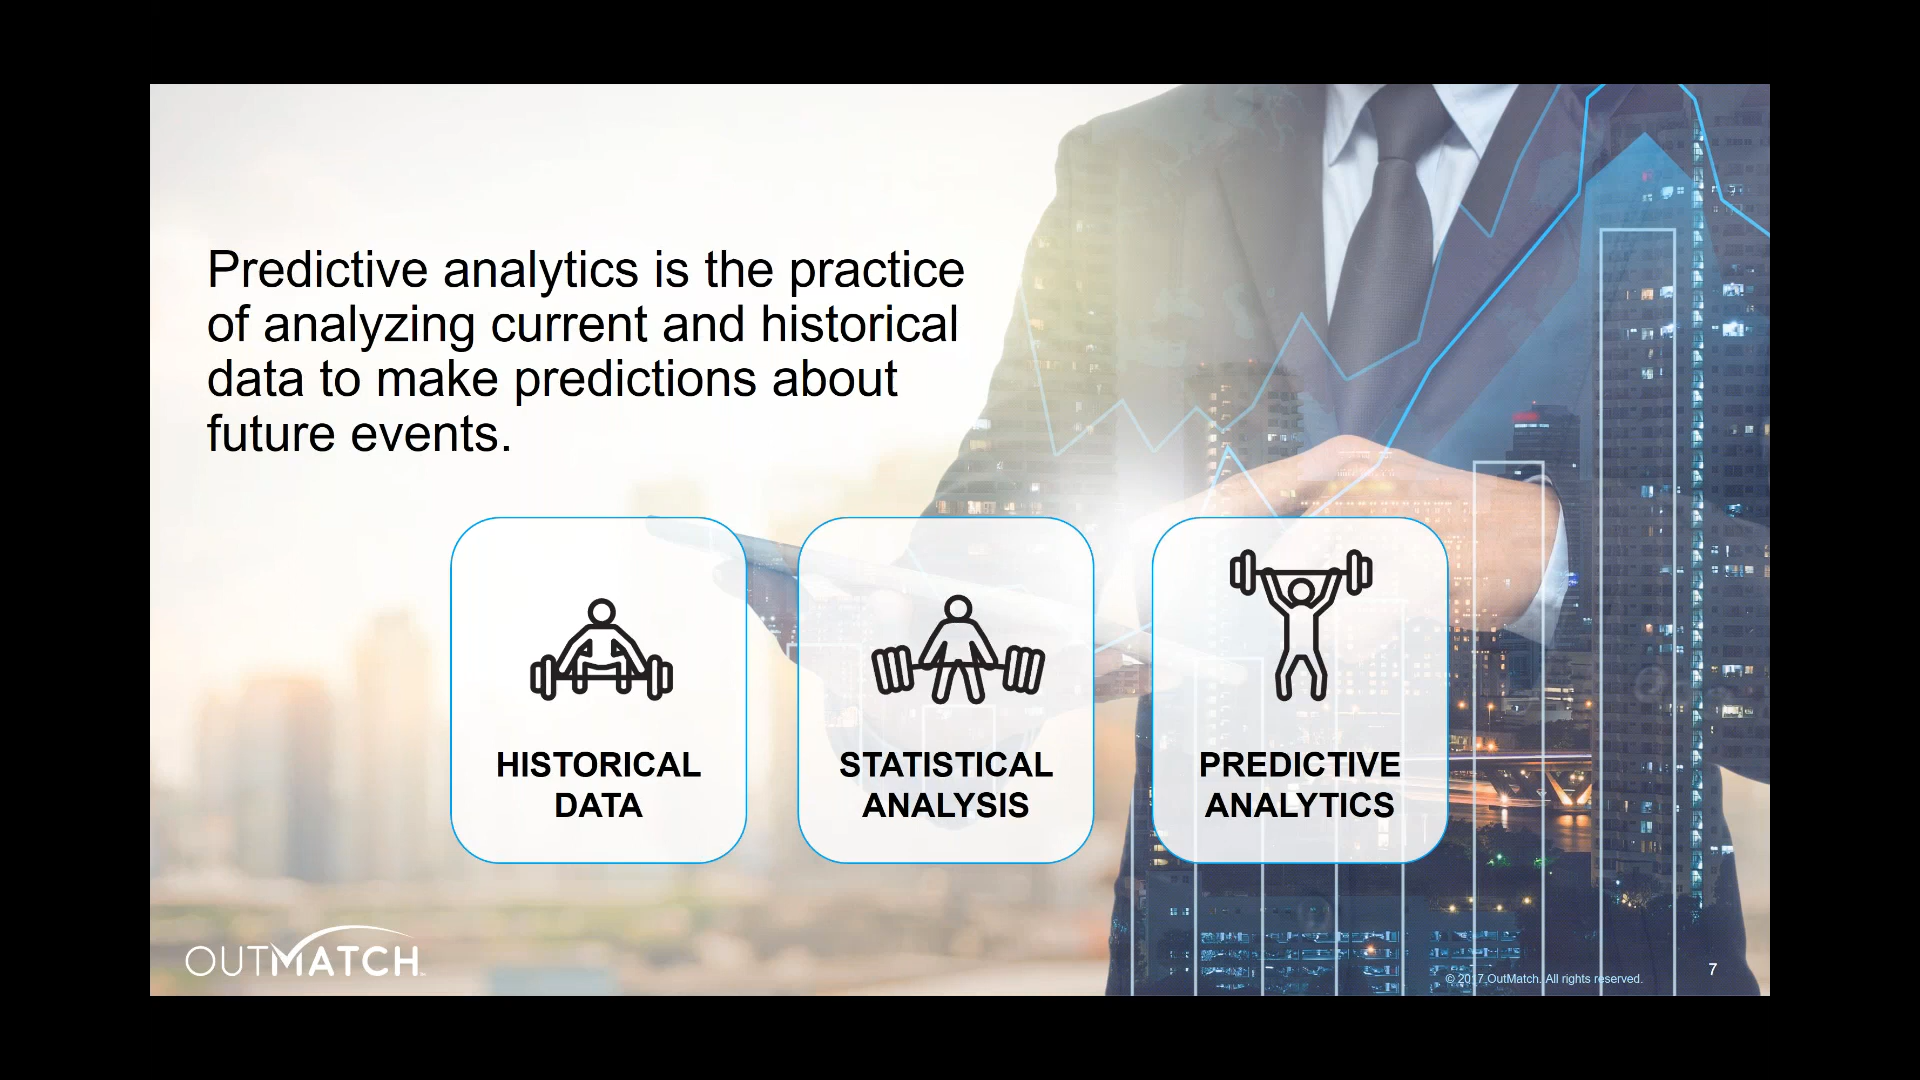 Predictive analytics is the practice
of analyzing current and historical
data to make predictions about
future events.
HISTORICAL
DATA
STATISTICAL
ANALYSIS
PREDICTIVE
ANALYTICS
OUTMATCH
© 2017 OutMatch. All rights reserved.
7